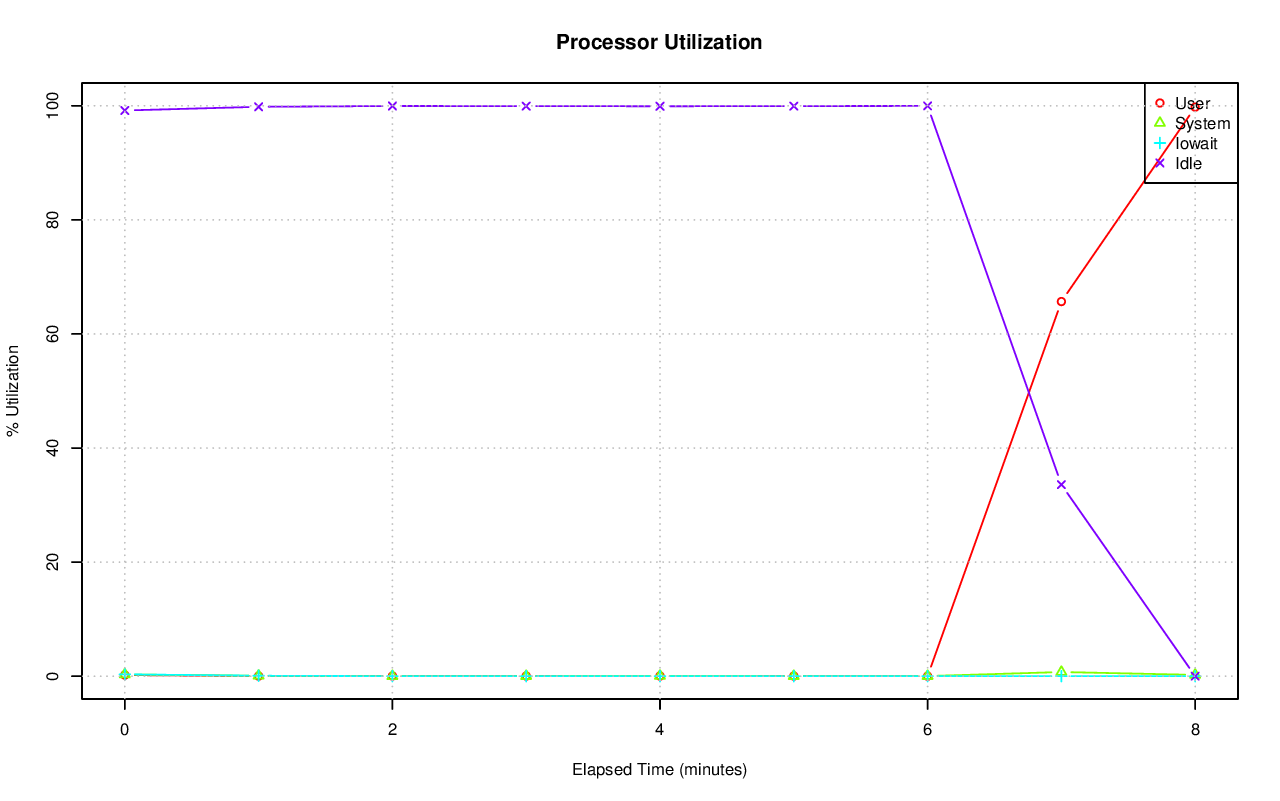 Processor Utilization
% Utilization
100
80
60
40
20
0
User
System
Iowait
Idle
0 2 4 6 8
Elapsed Time (minutes)